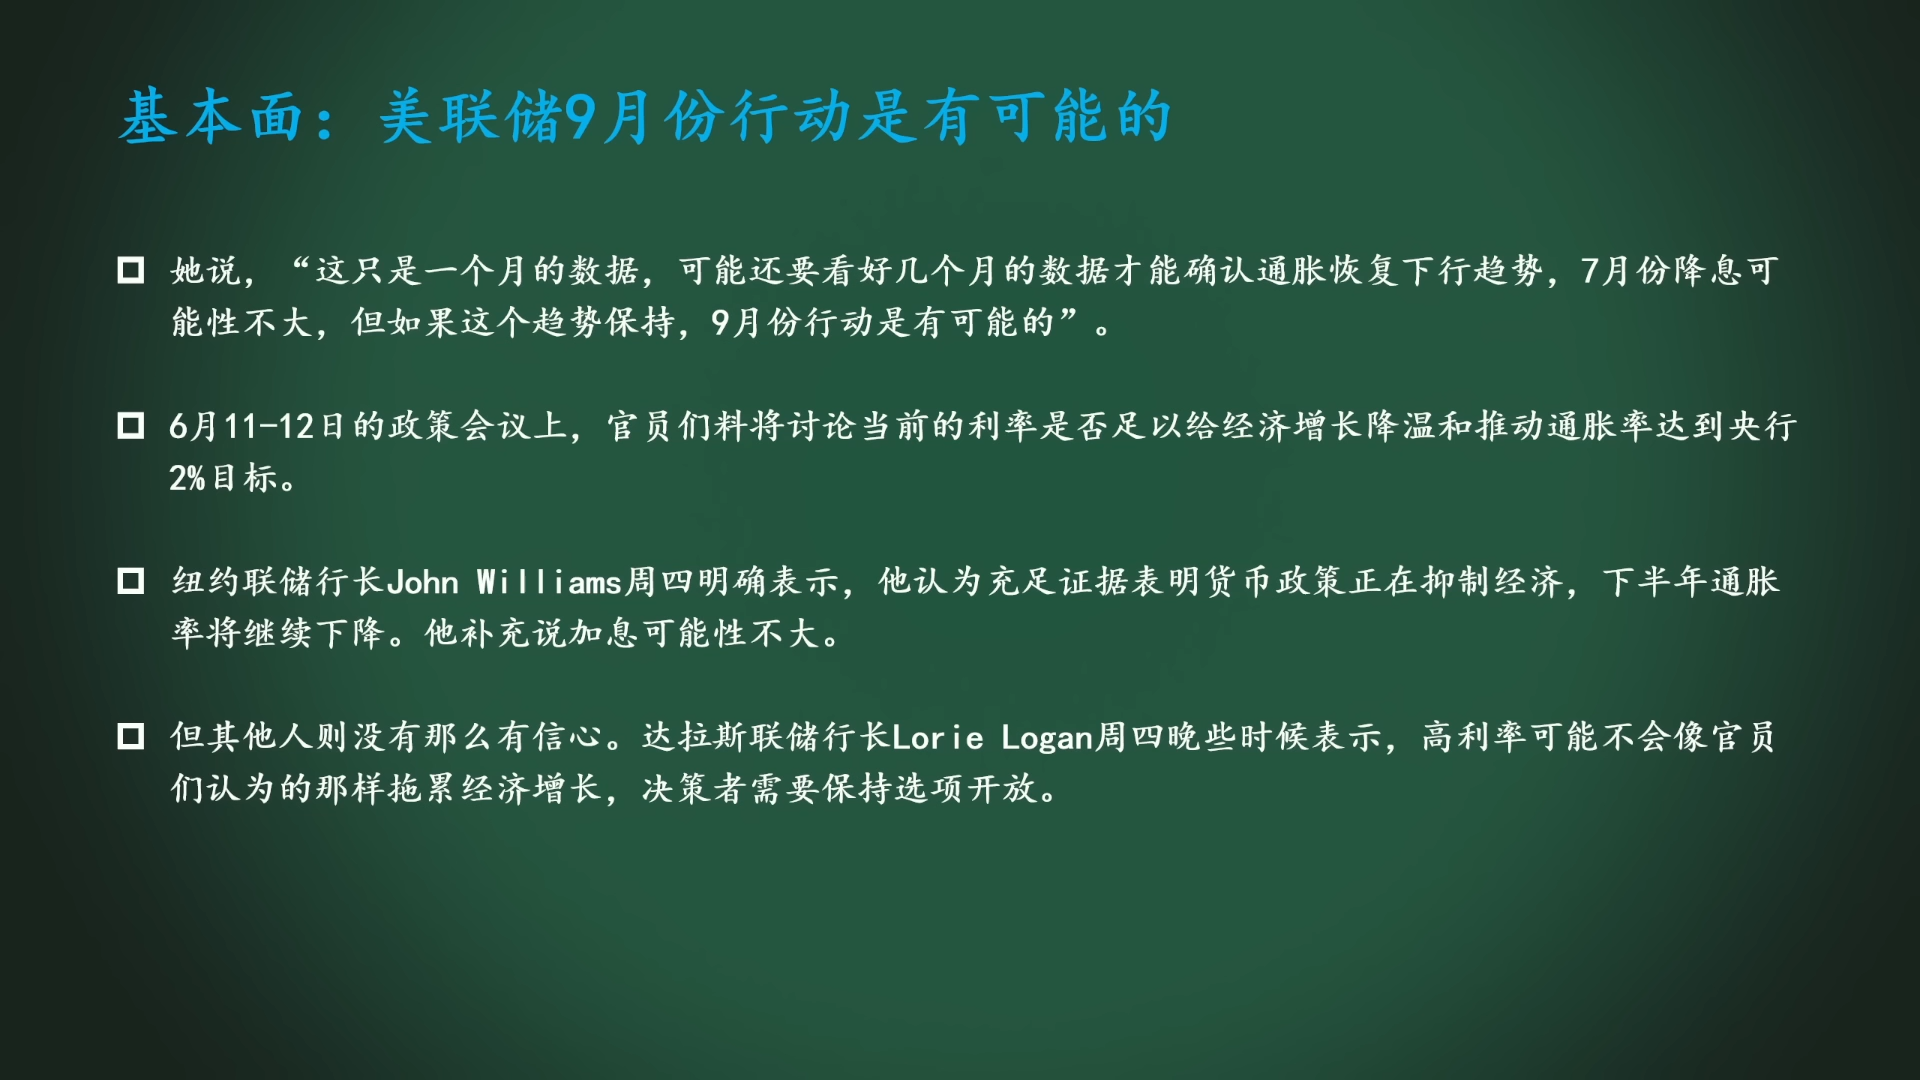 基本面：美联储9月份行动是有可能的
她说，“这只是一个月的数据，可能还要看好几个月的数据才能确认通胀恢复下行趋势，7月份降息可
能性不大，但如果这个趋势保持，9月份行动是有可能的”。
6月11-12日的政策会议上，官员们料将讨论当前的利率是否足以给经济增长降温和推动通胀率达到央行
2%目标。
纽约联储行长John Williams周四明确表示，他认为充足证据表明货币政策正在抑制经济，下半年通胀
率将继续下降。他补充说加息可能性不大。
但其他人则没有那么有信心。达拉斯联储行长Lorie Logan周四晚些时候表示，高利率可能不会像官员
们认为的那样拖累经济增长，决策者需要保持选项开放。